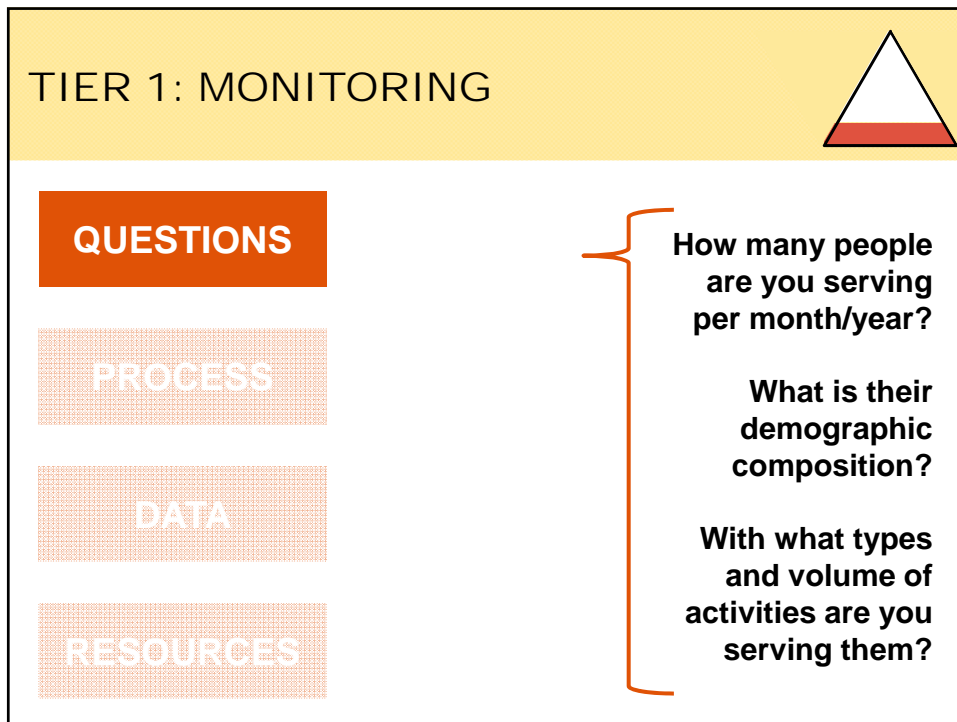 TIER 1: MONITORING
QUESTIONS
PROCESS
DATA
RESOURCES
How many people
are you serving
per month/year?
What is their
demographic
composition?
With what types
and volume of
activities are you
serving them?